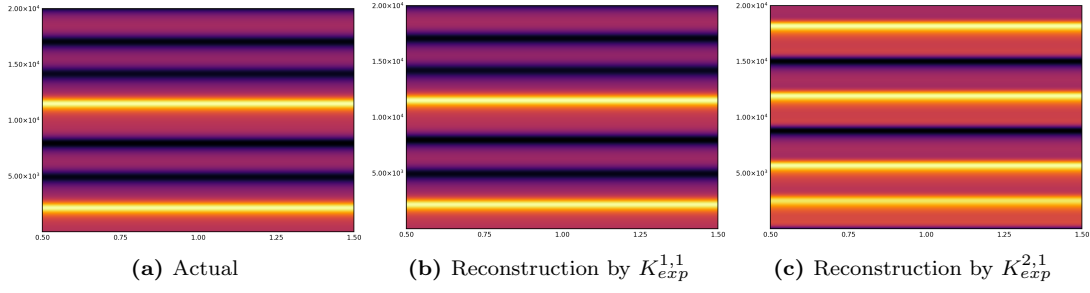 2.00×10⁴
1.50×10⁴
1.00×10⁴
5.00×10³
0.50 0.75 1.00 1.25 1.50
(a) Actual
2.00×10⁴
1.50×10⁴
1.00×10⁴
5.00×10³
0.50 0.75 1.00 1.25 1.50
(b) Reconstruction by $K_{exp}^{1,1}$
2.00×10⁴
1.50×10⁴
1.00×10⁴
5.00×10³
0.50 0.75 1.00 1.25 1.50
(c) Reconstruction by $K_{exp}^{2,1}$